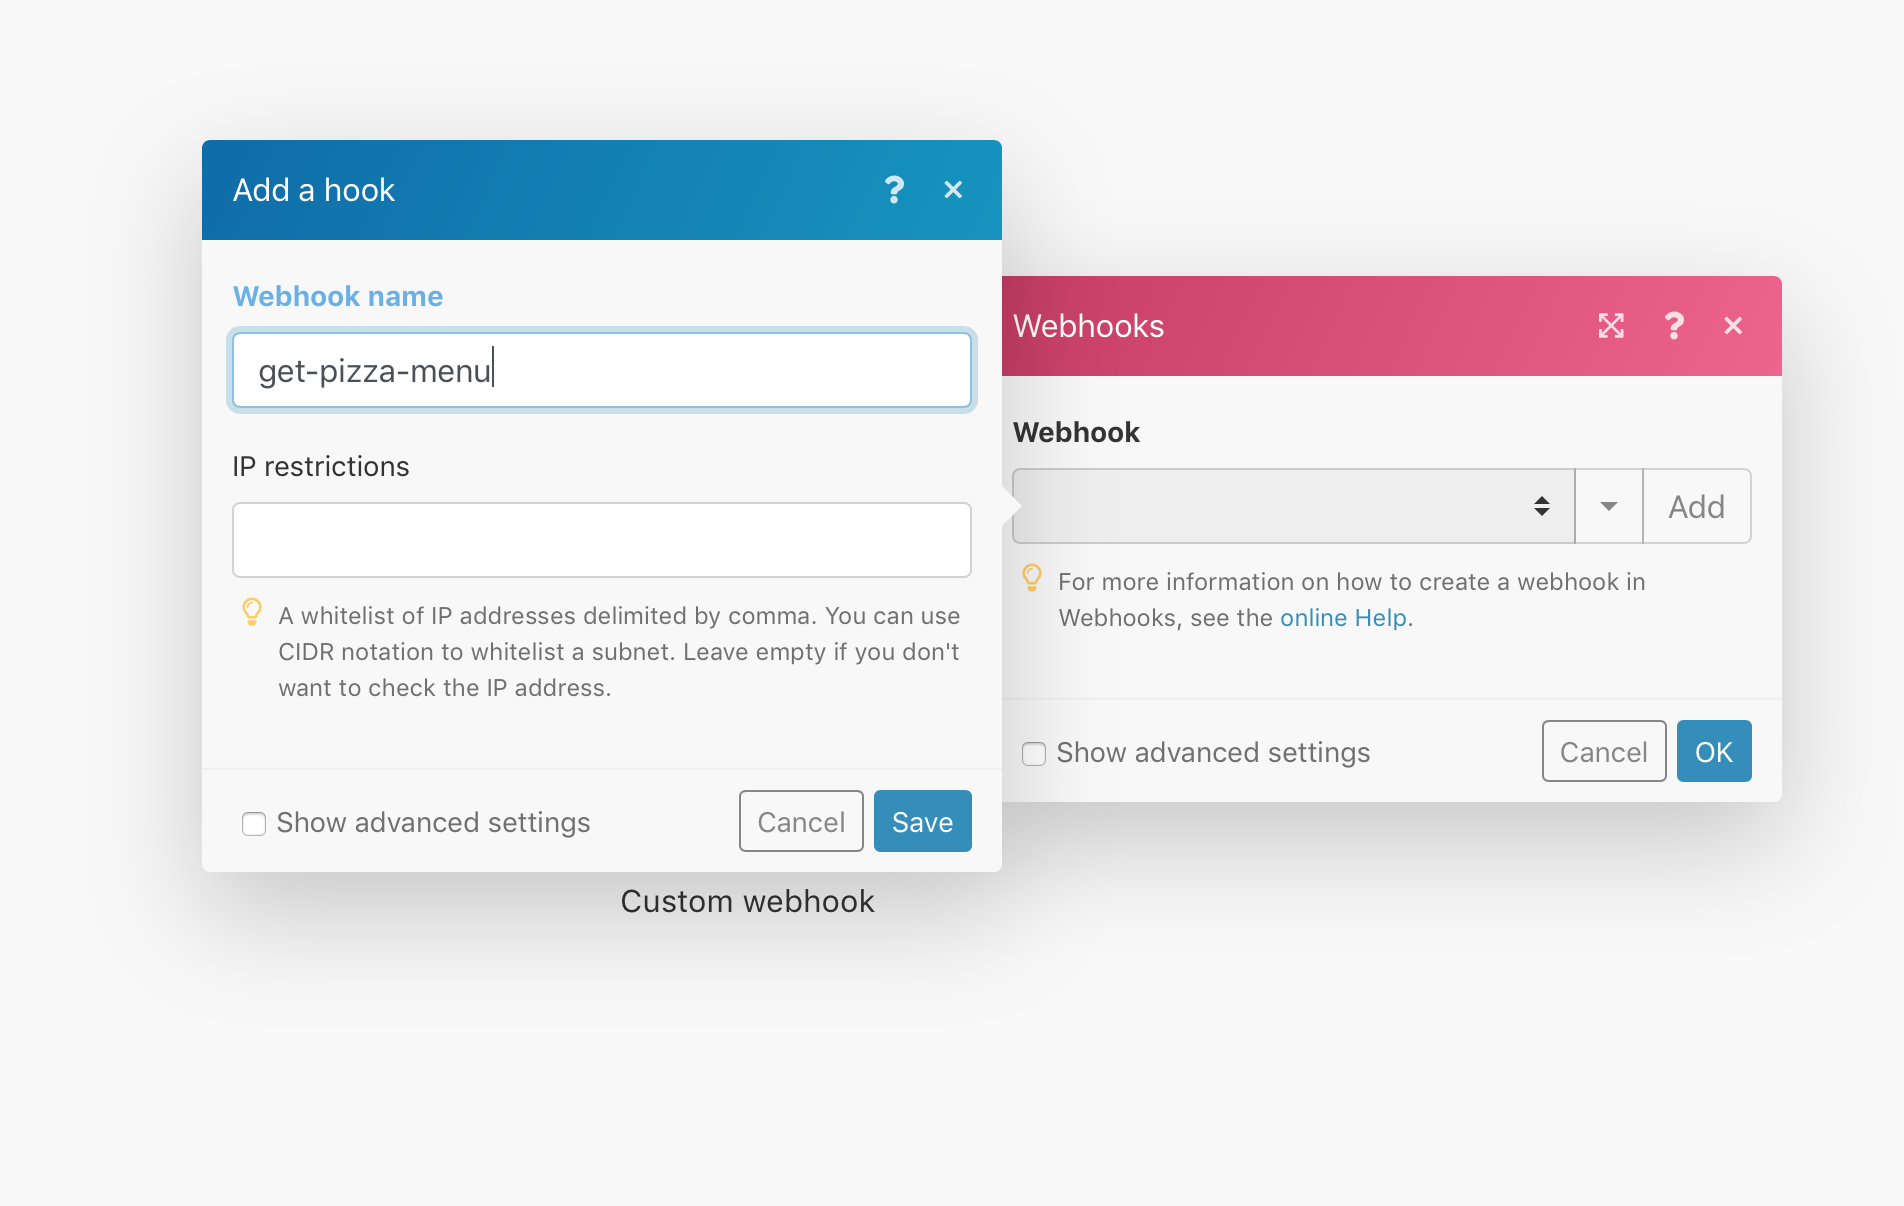 Add a hook
Webhook name
get-pizza-menu
IP restrictions
A whitelist of IP addresses delimited by comma. You can use
CIDR notation to whitelist a subnet. Leave empty if you don't
want to check the IP address.
Show advanced settings
Cancel
Save
Webhooks
Webhook
Add
For more information on how to create a webhook in
Webhooks, see the online Help.
Show advanced settings
Cancel
OK
Custom webhook